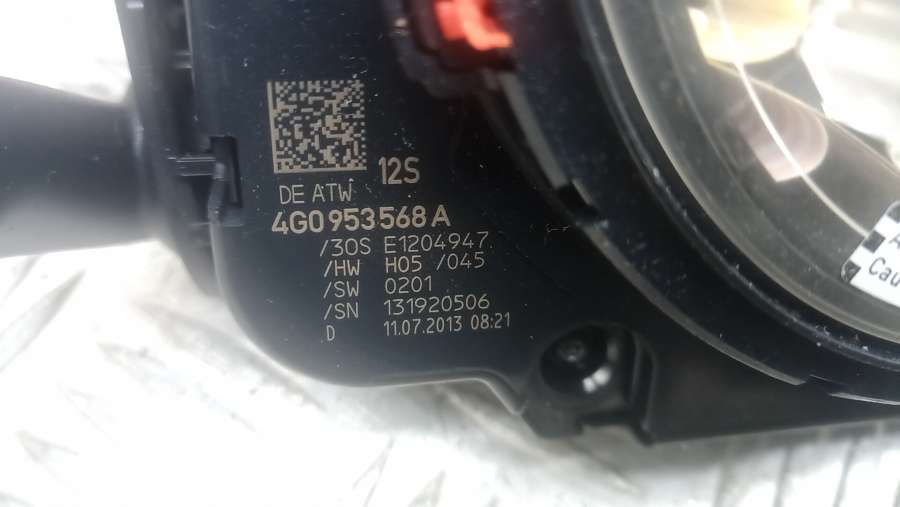 12S
DE ATW
4G0953568A
/30S E1204947
/HW H05 /045
/SW 0201
/SN 131920506
D 11.07.2013 08:21